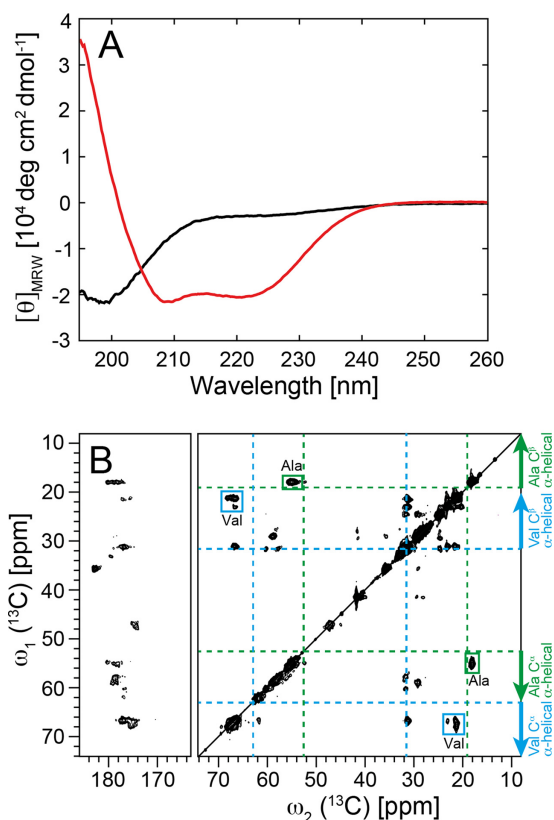 A
4
3
2
1
0
-1
-2
-3
[θ]MRW [10⁴ deg cm² dmol⁻¹]
200 210 220 230 240 250 260
Wavelength [nm]
B
10
20
30
40
50
60
70
ω₁ (¹³C) [ppm]
Ala
Val
Ala
Val
Ala Cᵝ
α-helical
Val Cᵝ
α-helical
Ala Cᵅ
α-helical
Val Cᵅ
α-helical
180 170 70 60 50 40 30 20 10
ω₂ (¹³C) [ppm]